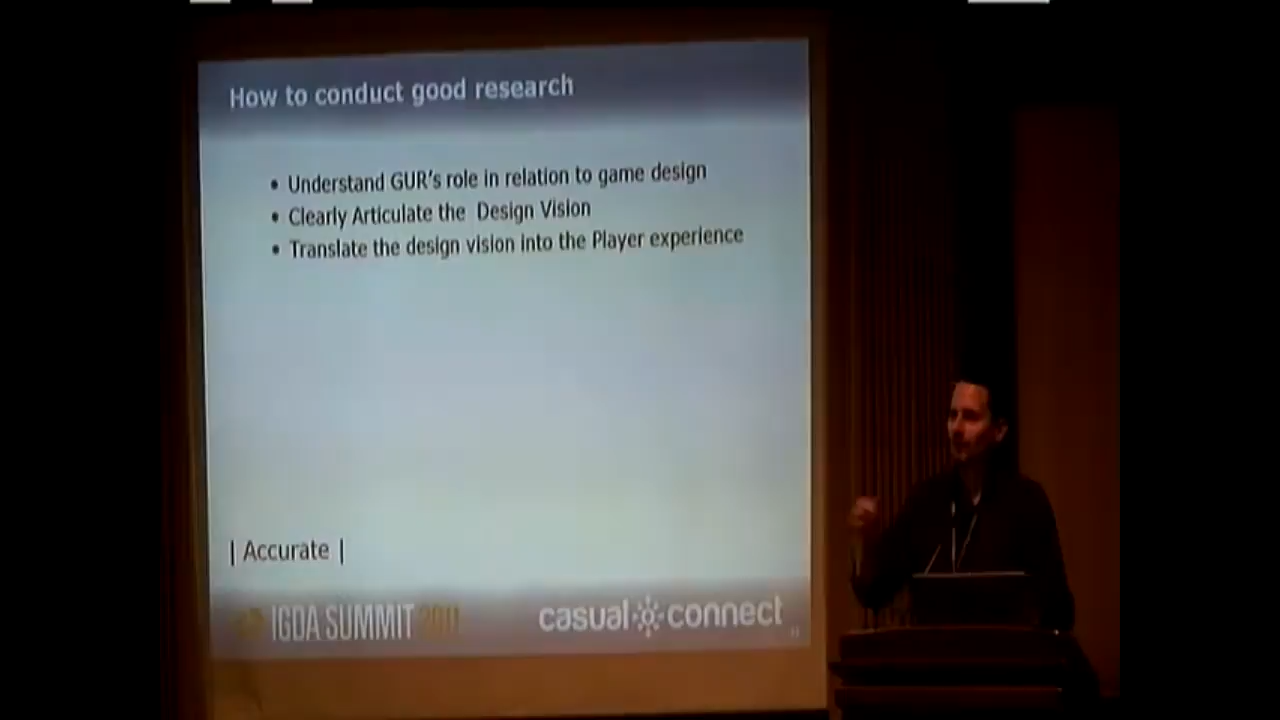 How to conduct good research
• Understand GUR's role in relation to game design
• Clearly Articulate the Design Vision
• Translate the design vision into the Player experience
| Accurate |
IGDA SUMMIT 2011
casual connect